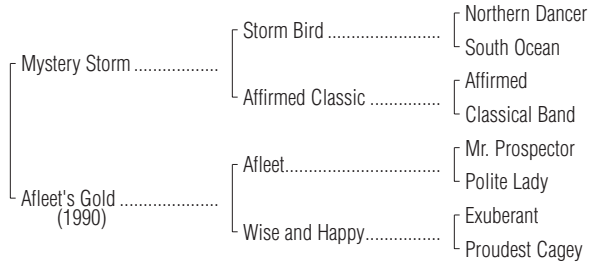 Northern Dancer
Storm Bird ......................
South Ocean
Mystery Storm .................
Affirmed
Affirmed Classic ..............
Classical Band
Mr. Prospector
Afleet..............................
Polite Lady
Afleet's Gold ....................
(1990)
Exuberant
Wise and Happy...............
Proudest Cagey